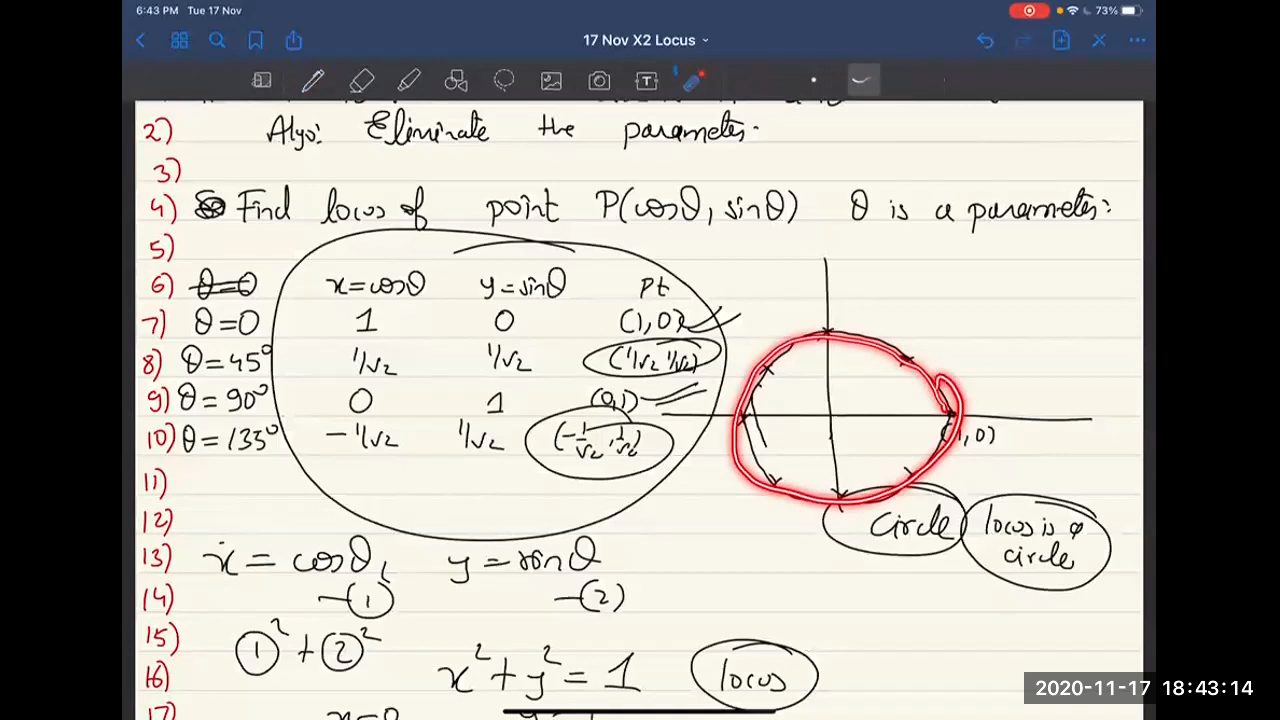 6:43 PM Tue 17 Nov
73%
17 Nov X2 Locus
T
2) Algo: Eliminate the parameter.
3)
4) Find locus of point P(cosθ, sinθ) θ is a parameter:
5)
6) θ=0 x=cosθ y=sinθ Pt
7) θ=0 1 0 (1,0)
8) θ=45° 1/√2 1/√2 (1/√2 1/√2)
9) θ=90° 0 1 (0,1)
10) θ=135° -1/√2 1/√2 (-1/√2, 1/√2)
(1,0)
11)
12) circle locus is a circle
13) x = cosθ, y = sinθ
14) -(1) -(2)
15) ①² + ②²
16) x² + y² = 1 locus
17) x=0
2020-11-17 18:43:14